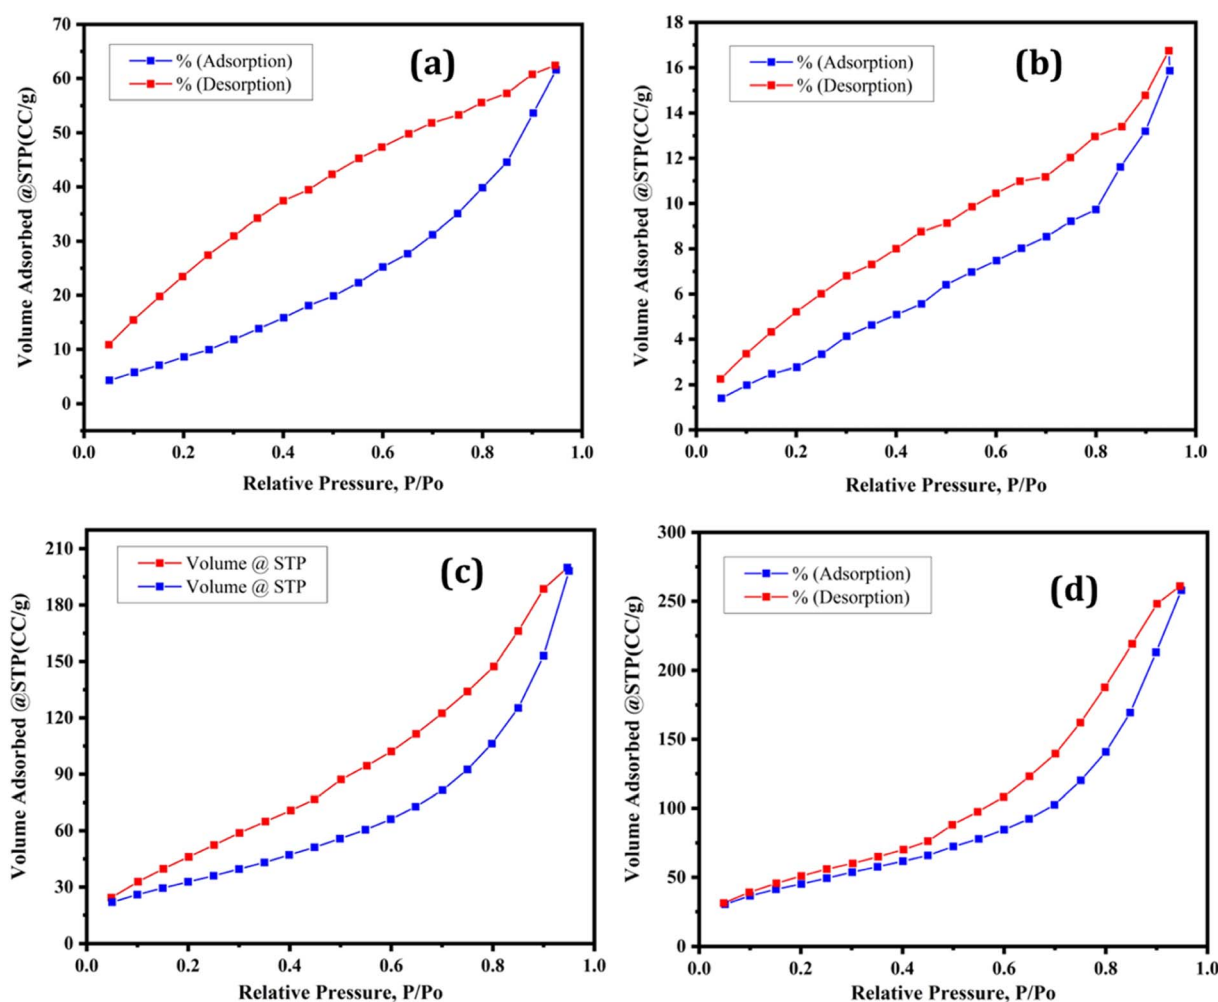 70
60
50
40
30
20
10
0
Volume Adsorbed @STP(CC/g)
% (Adsorption)
% (Desorption)
(a)
0.0 0.2 0.4 0.6 0.8 1.0
Relative Pressure, P/Po
18
16
14
12
10
8
6
4
2
0
Volume Adsorbed @STP(CC/g)
% (Adsorption)
% (Desorption)
(b)
0.0 0.2 0.4 0.6 0.8 1.0
Relative Pressure, P/Po
210
180
150
120
90
60
30
0
Volume Adsorbed @STP(CC/g)
Volume @ STP
Volume @ STP
(c)
0.0 0.2 0.4 0.6 0.8 1.0
Relative Pressure, P/Po
300
250
200
150
100
50
0
Volume Adsorbed @STP(CC/g)
% (Adsorption)
% (Desorption)
(d)
0.0 0.2 0.4 0.6 0.8 1.0
Relative Pressure, P/Po